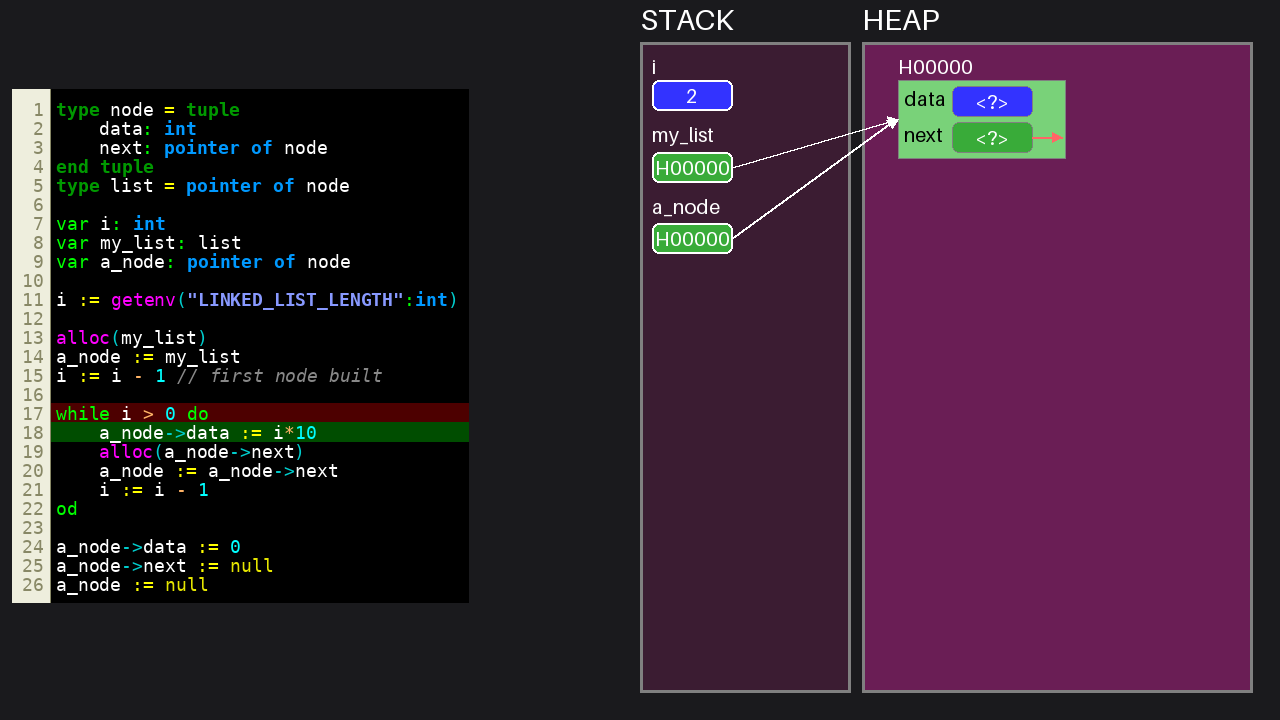 1 type node = tuple
2     data: int
3     next: pointer of node
4 end tuple
5 type list = pointer of node
6
7 var i: int
8 var my_list: list
9 var a_node: pointer of node
10
11 i := getenv("LINKED_LIST_LENGTH":int)
12
13 alloc(my_list)
14 a_node := my_list
15 i := i - 1 // first node built
16
17 while i > 0 do
18     a_node->data := i*10
19     alloc(a_node->next)
20     a_node := a_node->next
21     i := i - 1
22 od
23
24 a_node->data := 0
25 a_node->next := null
26 a_node := null
STACK
i
2
my_list
H00000
a_node
H00000
HEAP
H00000
data <?>
next <?>